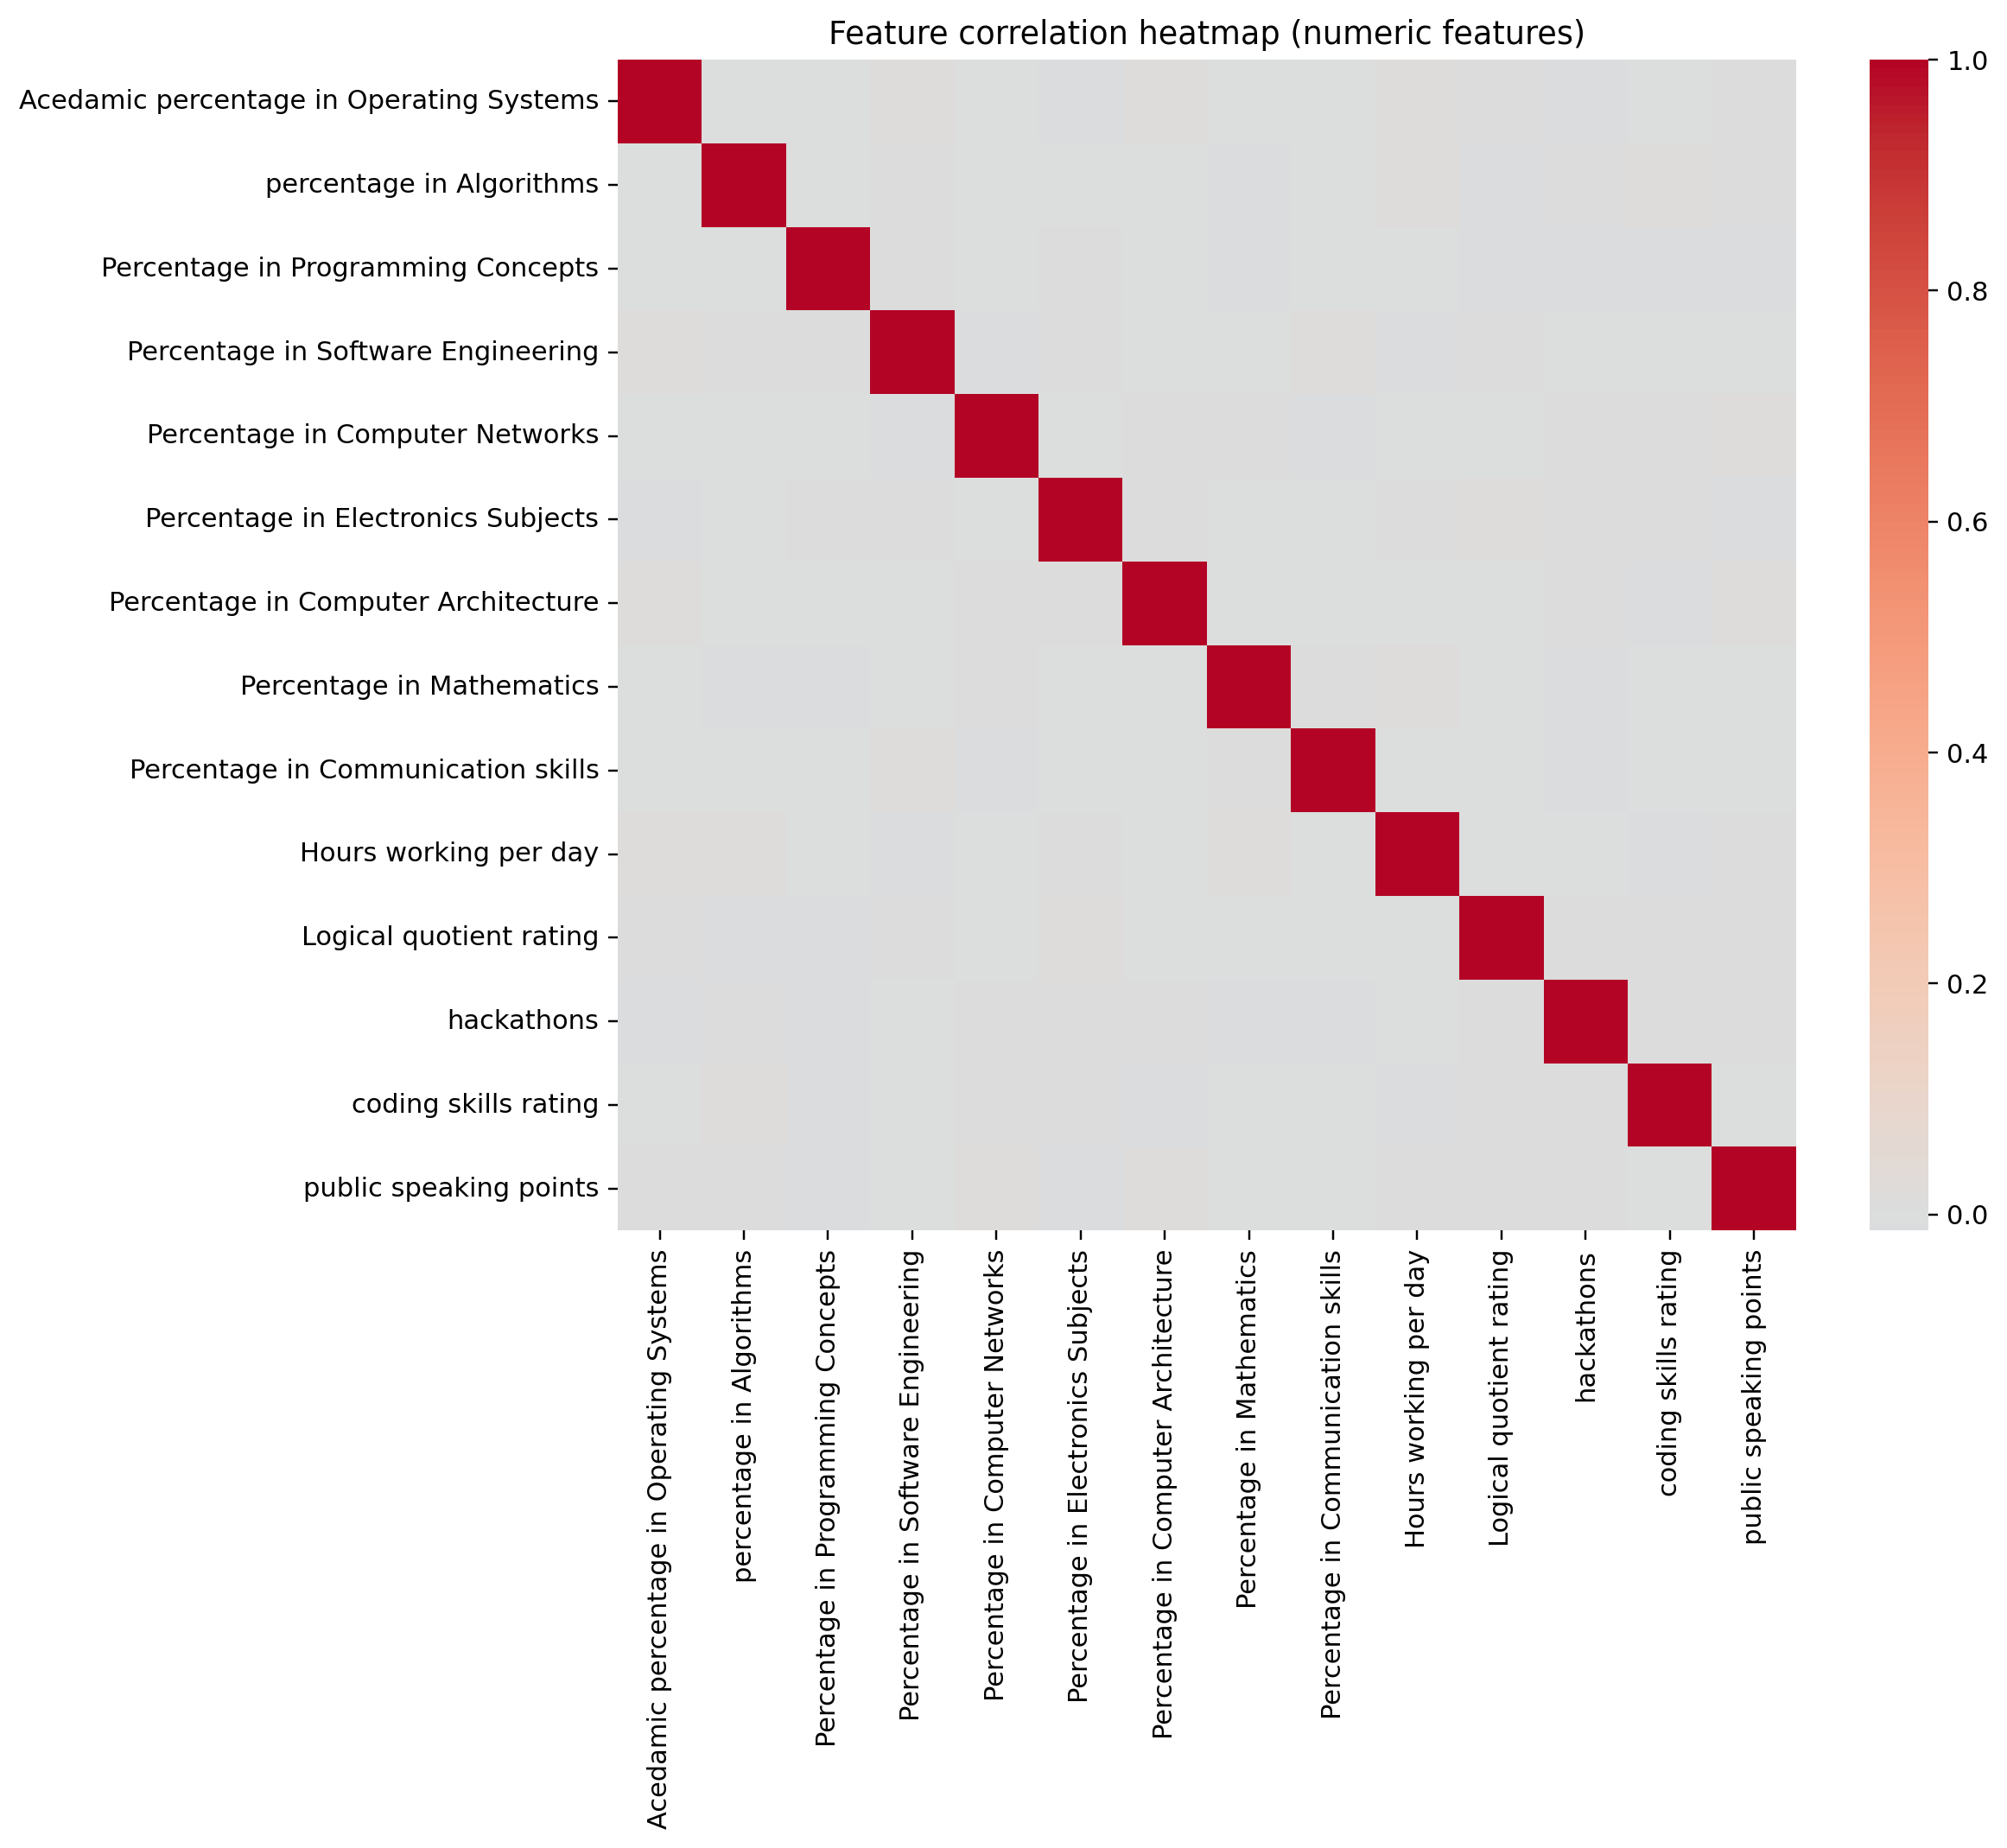 Feature correlation heatmap (numeric features)
Acedamic percentage in Operating Systems
percentage in Algorithms
Percentage in Programming Concepts
Percentage in Software Engineering
Percentage in Computer Networks
Percentage in Electronics Subjects
Percentage in Computer Architecture
Percentage in Mathematics
Percentage in Communication skills
Hours working per day
Logical quotient rating
hackathons
coding skills rating
public speaking points
Acedamic percentage in Operating Systems
percentage in Algorithms
Percentage in Programming Concepts
Percentage in Software Engineering
Percentage in Computer Networks
Percentage in Electronics Subjects
Percentage in Computer Architecture
Percentage in Mathematics
Percentage in Communication skills
Hours working per day
Logical quotient rating
hackathons
coding skills rating
public speaking points
1.0
0.8
0.6
0.4
0.2
0.0